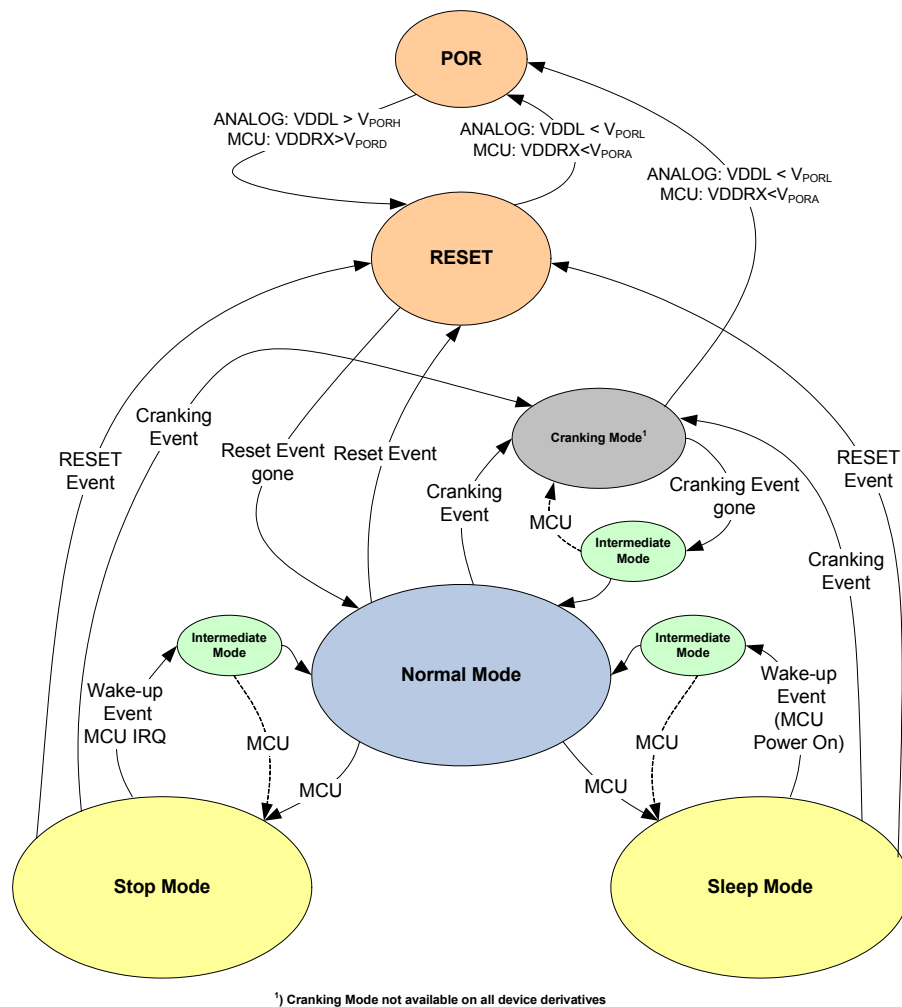 POR
ANALOG: VDDL > VPORH
MCU: VDDRX>VPORD
ANALOG: VDDL < VPORL
MCU: VDDRX<VPORA
ANALOG: VDDL < VPORL
MCU: VDDRX<VPORA
RESET
Cranking
Event
RESET
Event
Reset Event
gone
Reset Event
Cranking Mode1
Cranking
Event
MCU
Cranking Event
gone
Intermediate
Mode
RESET
Event
Cranking
Event
Intermediate
Mode
Normal Mode
Intermediate
Mode
Wake-up
Event
MCU IRQ
MCU
MCU
MCU
MCU
Wake-up
Event
(MCU
Power On)
Stop Mode
Sleep Mode
1) Cranking Mode not available on all device derivatives